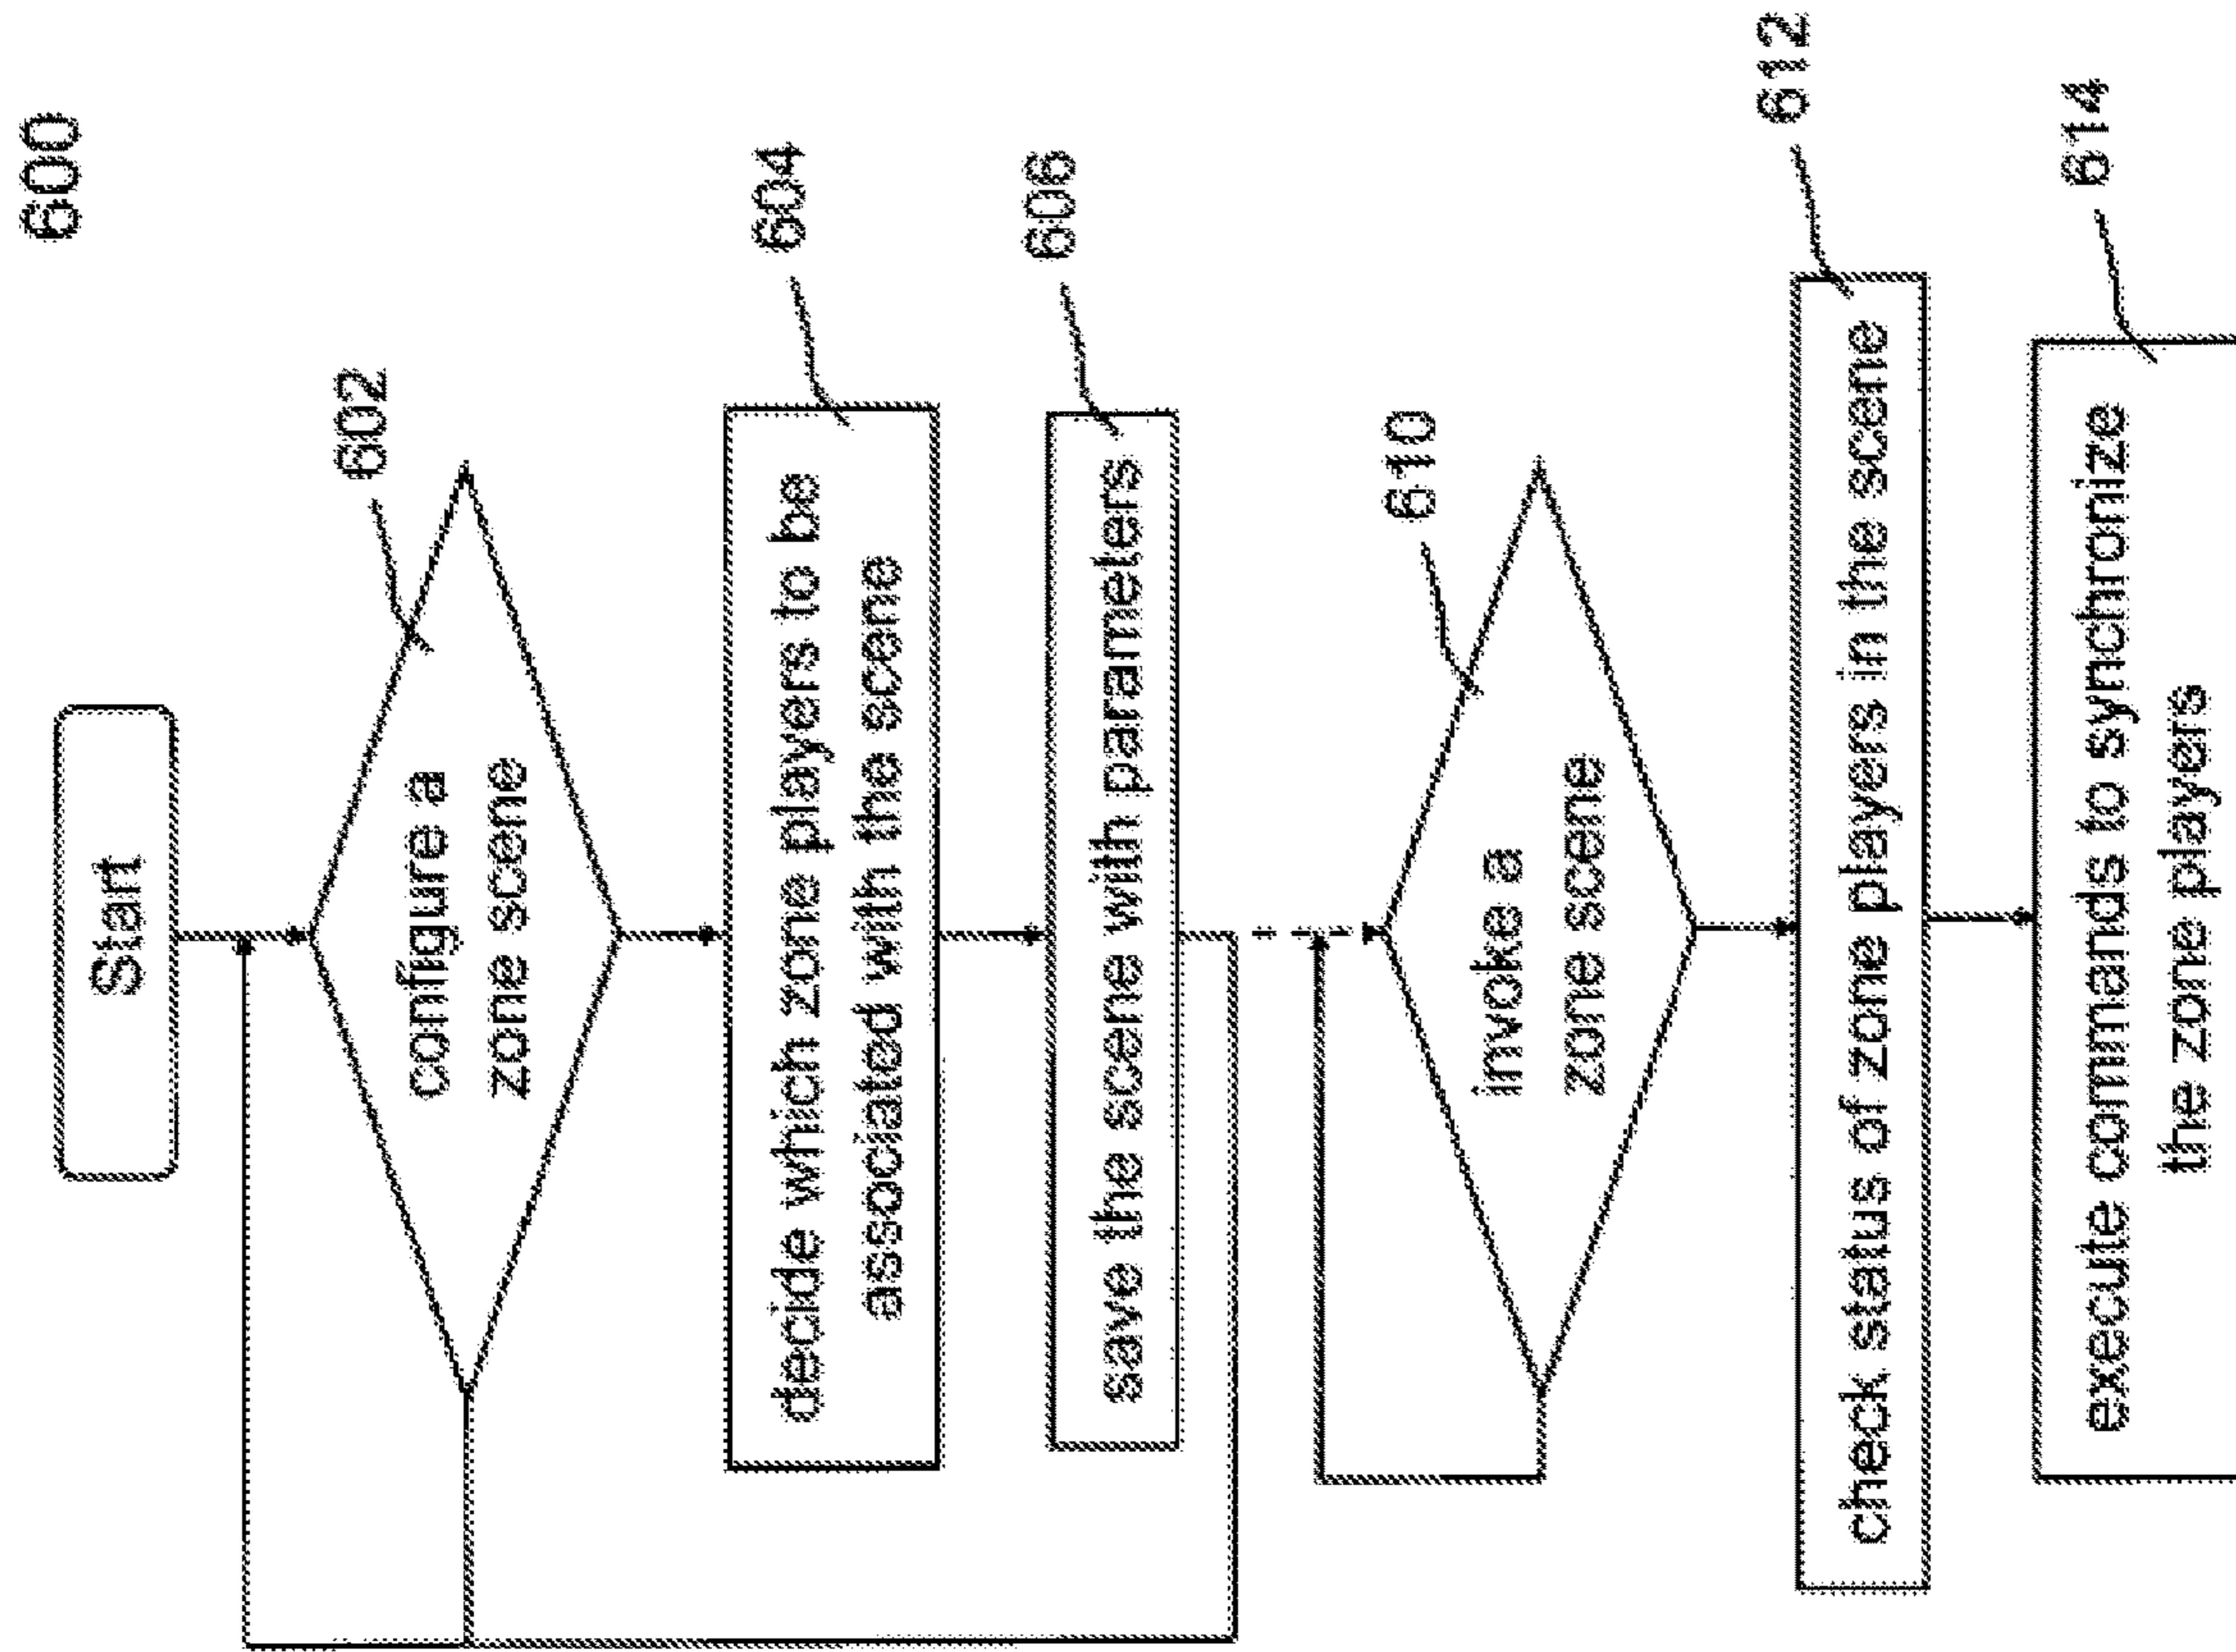 600
Start
602
configure a
zone scene
604
decide which zone players to be
associated with the scene
606
save the scene with parameters
610
invoke a
zone scene
612
check status of zone players in the scene
614
execute commands to synchronize
the zone players